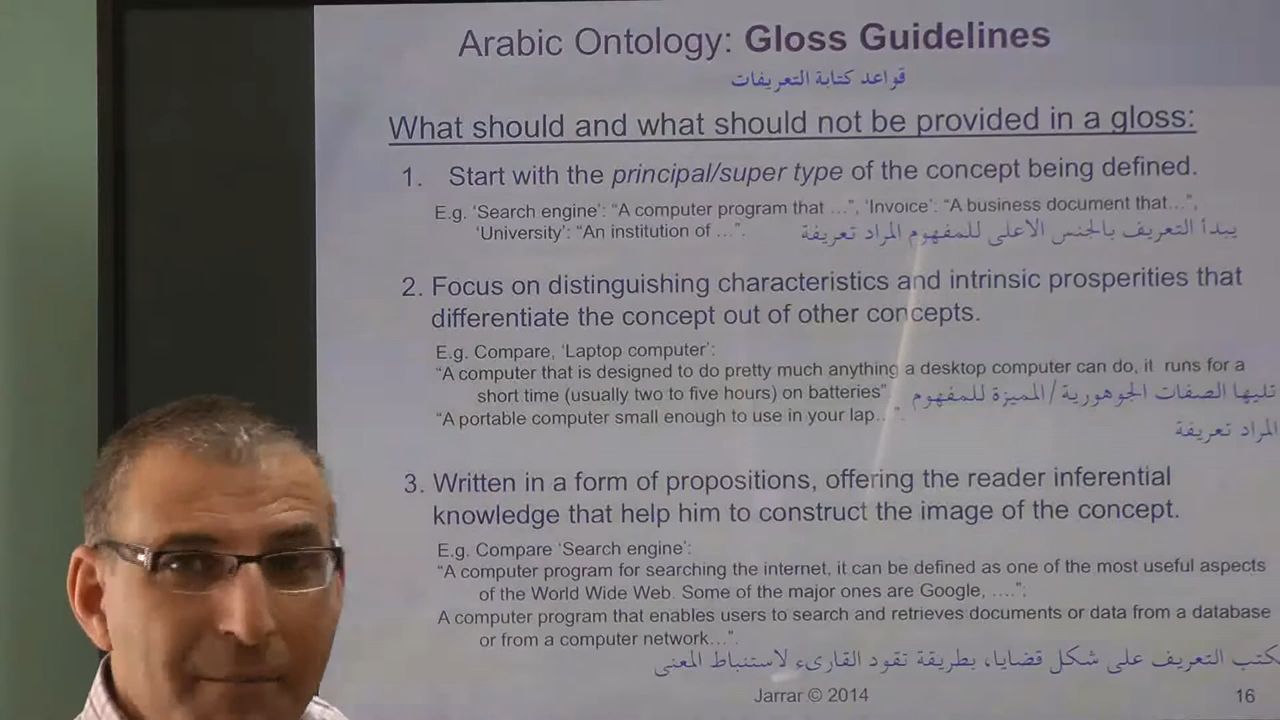 Arabic Ontology: Gloss Guidelines
قواعد كتابة التعريفات
What should and what should not be provided in a gloss:
1. Start with the principal/super type of the concept being defined.
E.g. ‘Search engine’: “A computer program that …”, ‘Invoice’: “A business document that…”,
‘University’: “An institution of …”.
يبدأ التعريف بالجنس الاعلى للمفهوم المراد تعريفة
2. Focus on distinguishing characteristics and intrinsic prosperities that
differentiate the concept out of other concepts.
E.g. Compare, ‘Laptop computer’:
“A computer that is designed to do pretty much anything a desktop computer can do, it runs for a
short time (usually two to five hours) on batteries”.
تليها الصفات الجوهورية/المميزة للمفهوم
“A portable computer small enough to use in your lap…”.
المراد تعريفة
3. Written in a form of propositions, offering the reader inferential
knowledge that help him to construct the image of the concept.
E.g. Compare ‘Search engine’:
“A computer program for searching the internet, it can be defined as one of the most useful aspects
of the World Wide Web. Some of the major ones are Google, ….”;
A computer program that enables users to search and retrieves documents or data from a database
or from a computer network…”.
يكتب التعريف على شكل قضايا، بطريقة تقود القارىء لاستنباط المعنى
Jarrar © 2014
16